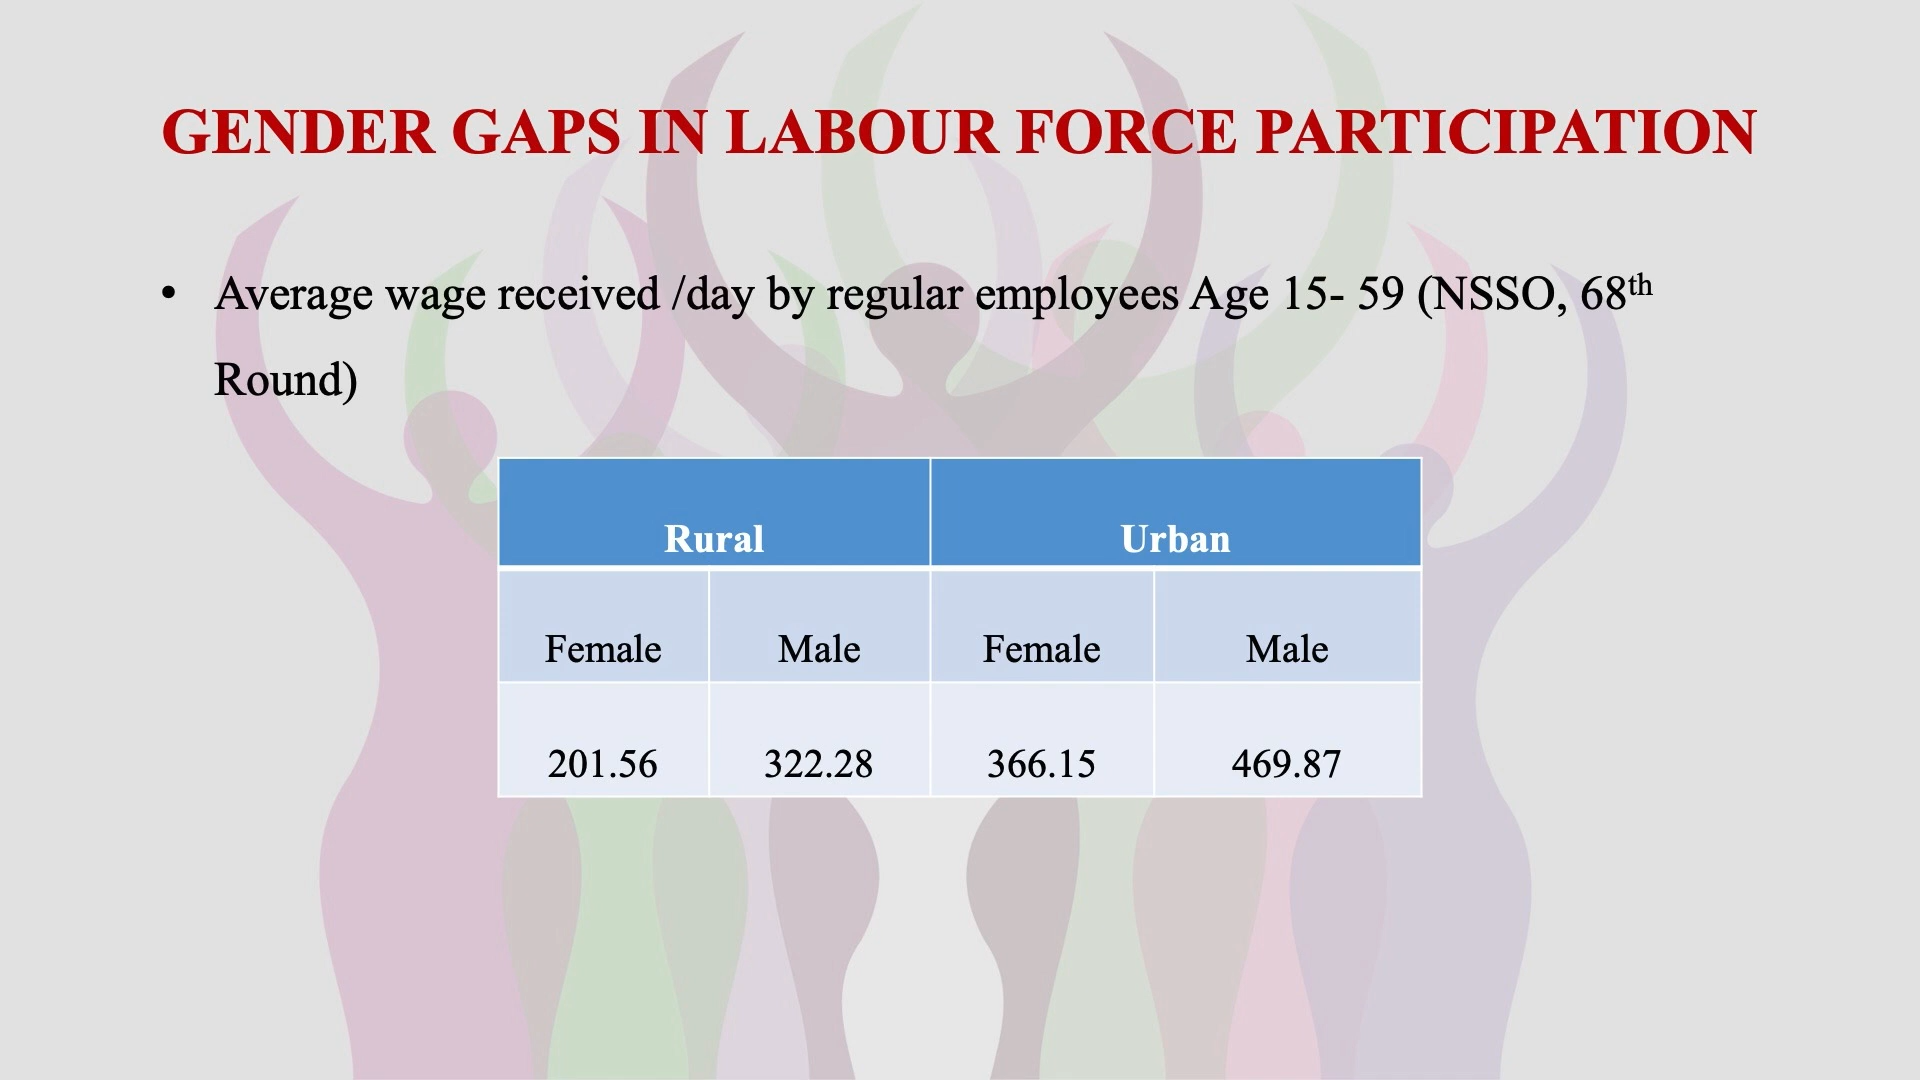 GENDER GAPS IN LABOUR FORCE PARTICIPATION
• Average wage received /day by regular employees Age 15- 59 (NSSO, 68th
Round)
Rural Urban
Female Male Female Male
201.56 322.28 366.15 469.87